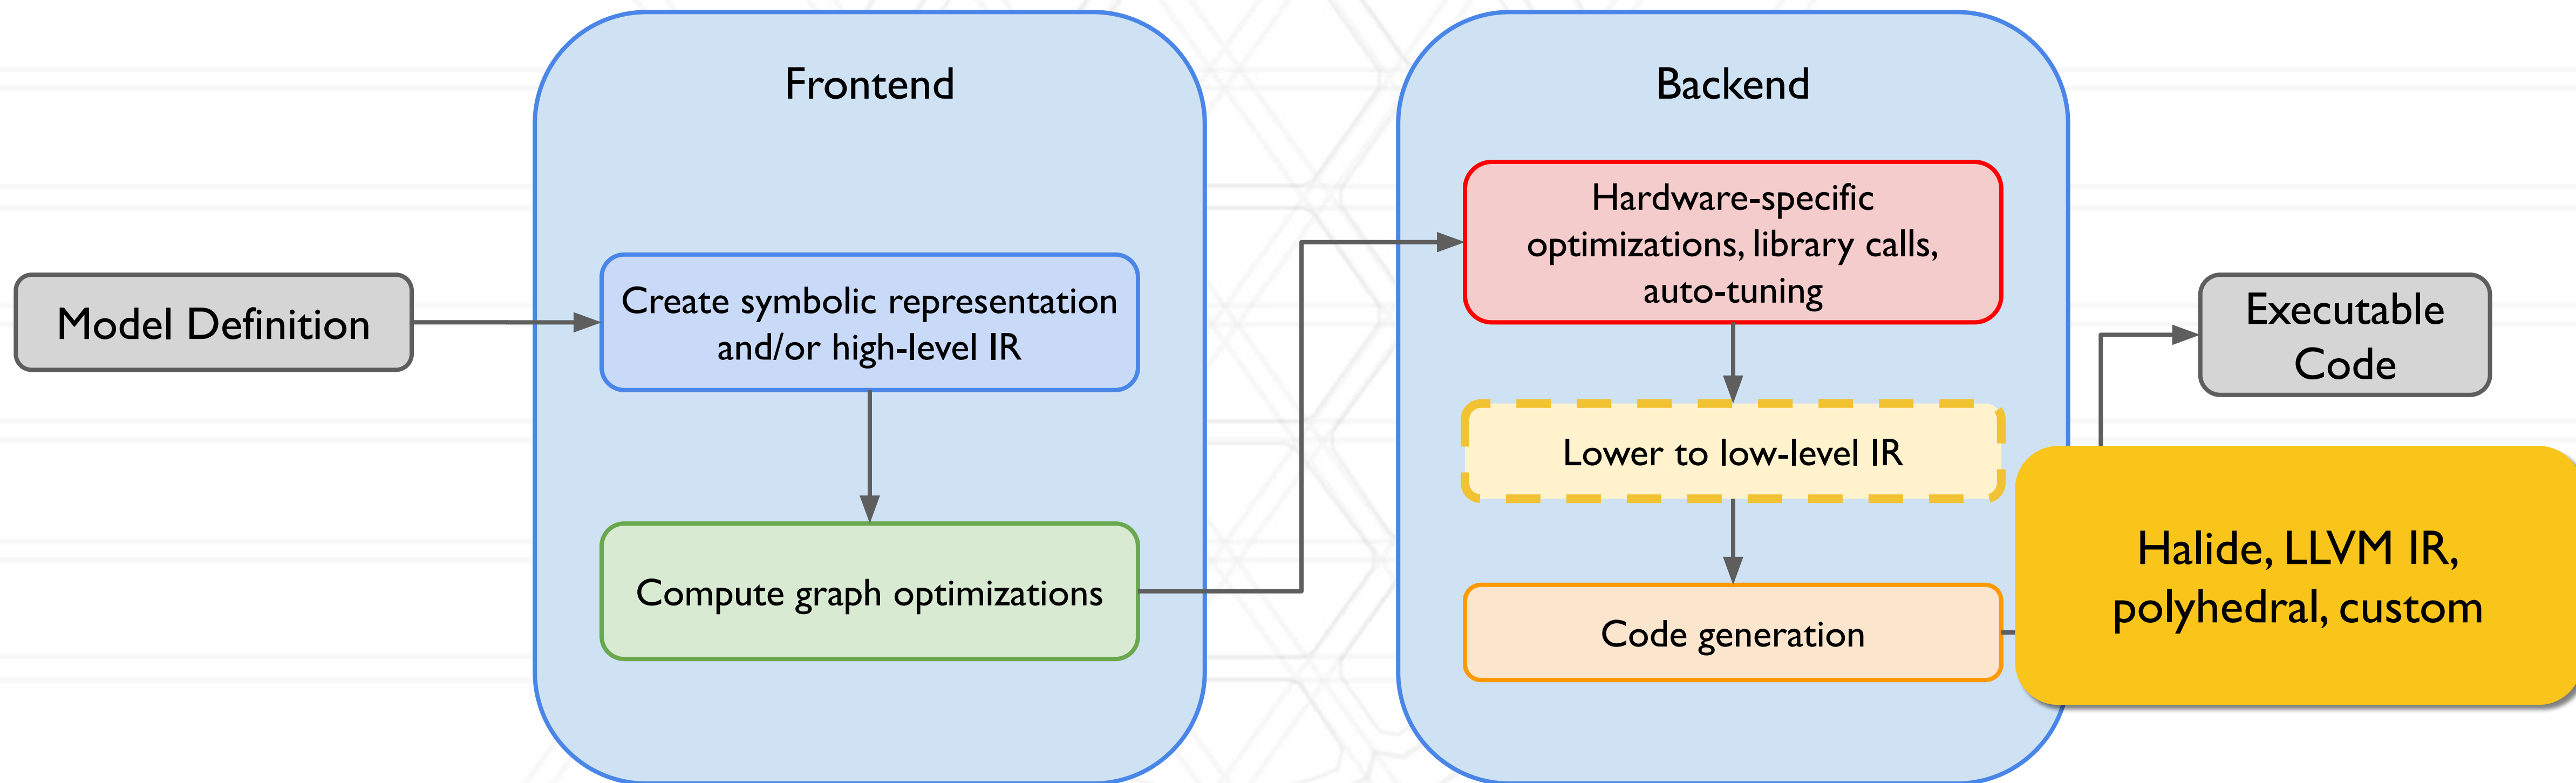 Frontend
Backend
Model Definition
Create symbolic representation
and/or high-level IR
Compute graph optimizations
Hardware-specific
optimizations, library calls,
auto-tuning
Lower to low-level IR
Code generation
Executable
Code
Halide, LLVM IR,
polyhedral, custom